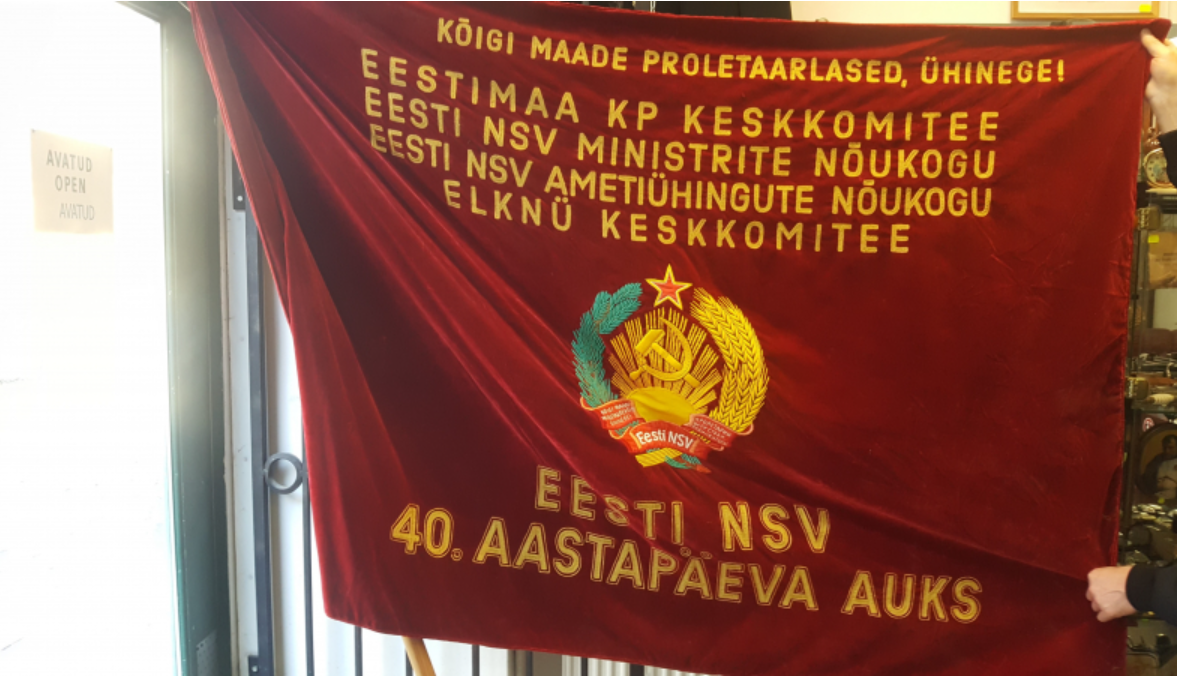 KÕIGI MAADE PROLETAARLASED, ÜHINEGE!
EESTIMAA KP KESKKOMITEE
EESTI NSV MINISTRITE NÕUKOGU
EESTI NSV AMETIÜHINGUTE NÕUKOGU
ELKNÜ KESKKOMITEE
Eesti NSV
EESTI NSV
40. AASTAPÄEVA AUKS
AVATUD
OPEN
AVATUD